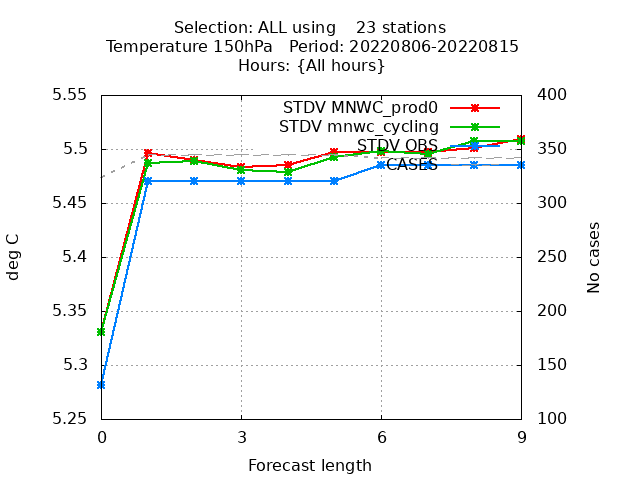 Selection: ALL using    23 stations
Temperature 150hPa   Period: 20220806-20220815
Hours: {All hours}
STDV MNWC_prod0
STDV mnwc_cycling
STDV OBS
CASES
5.55
5.5
5.45
5.4
5.35
5.3
5.25
deg C
400
350
300
250
200
150
100
No cases
0
3
6
9
Forecast length